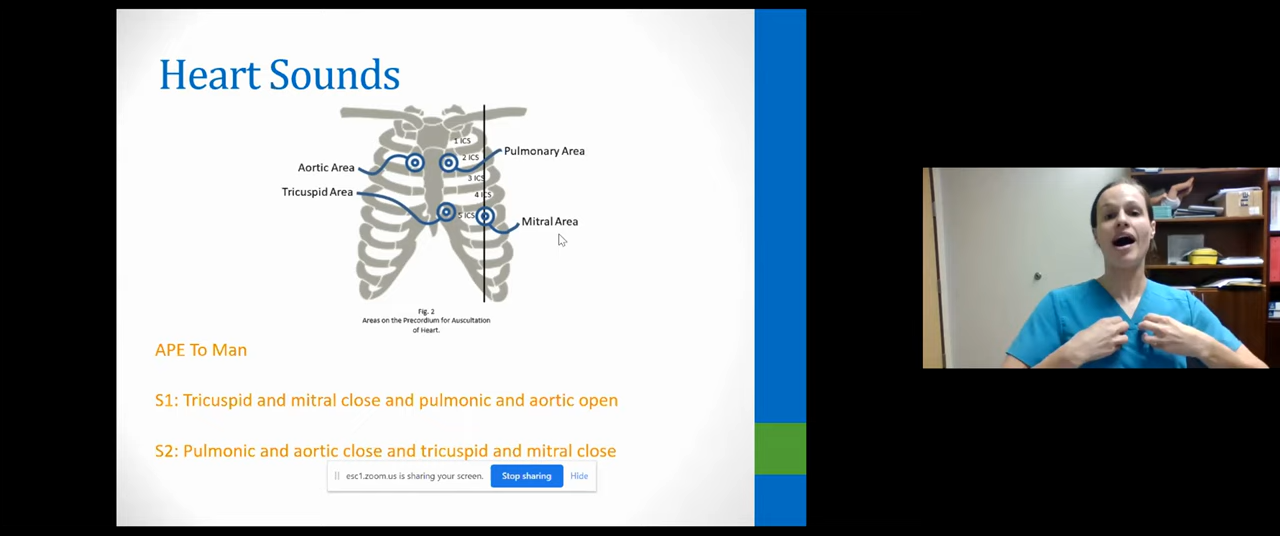 Heart Sounds
1 ICS
Pulmonary Area
2 ICS
Aortic Area
3 ICS
Tricuspid Area
4 ICS
5 ICS
Mitral Area
Fig. 2
Areas on the Precordium for Auscultation
of Heart.
APE To Man
S1: Tricuspid and mitral close and pulmonic and aortic open
S2: Pulmonic and aortic close and tricuspid and mitral close
esc1.zoom.us is sharing your screen.
Stop sharing
Hide